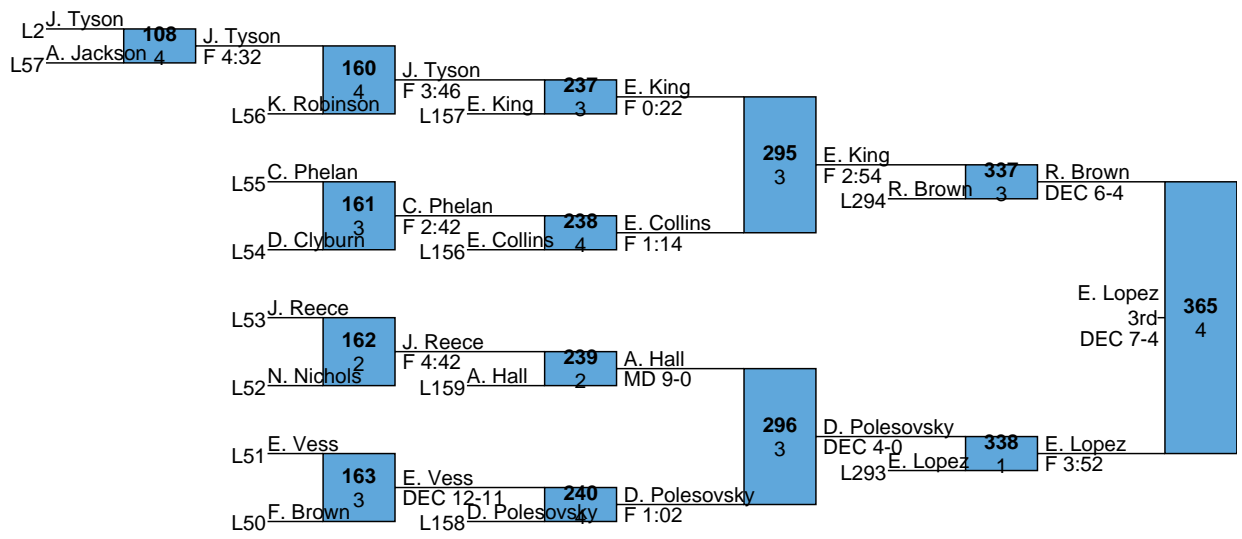 L2 J. Tyson
L57 A. Jackson
108
4
J. Tyson
F 4:32
L56 K. Robinson
160
4
J. Tyson
F 3:46
L157 E. King
237
3
E. King
F 0:22
L55 C. Phelan
L54 D. Clyburn
161
3
C. Phelan
F 2:42
L156 E. Collins
238
4
E. Collins
F 1:14
295
3
E. King
F 2:54
L294 R. Brown
337
3
R. Brown
DEC 6-4
L53 J. Reece
L52 N. Nichols
162
2
J. Reece
F 4:42
L159 A. Hall
239
2
A. Hall
MD 9-0
L51 E. Vess
L50 F. Brown
163
3
E. Vess
DEC 12-11
L158 D. Polesovsky
240
4
D. Polesovsky
F 1:02
296
3
D. Polesovsky
DEC 4-0
L293 E. Lopez
338
1
E. Lopez
F 3:52
365
4
E. Lopez
3rd
DEC 7-4